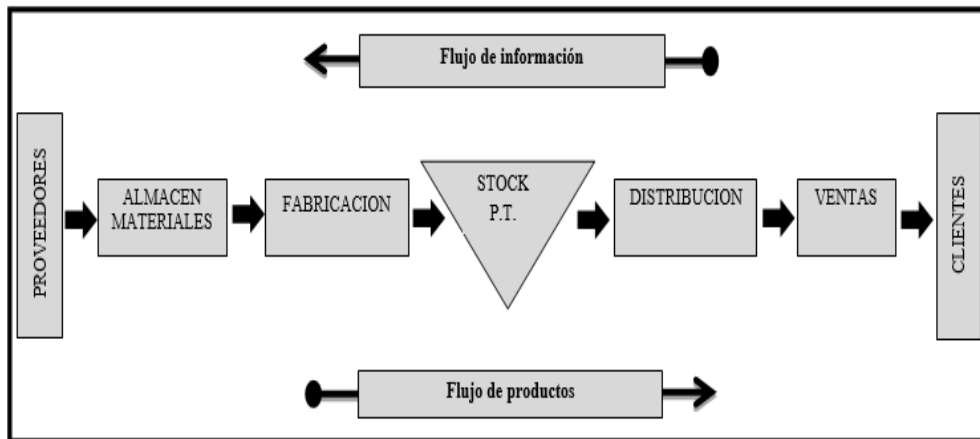 Flujo de información
PROVEEDORES
ALMACEN
MATERIALES
FABRICACION
STOCK
P.T.
DISTRIBUCION
VENTAS
CLIENTES
Flujo de productos